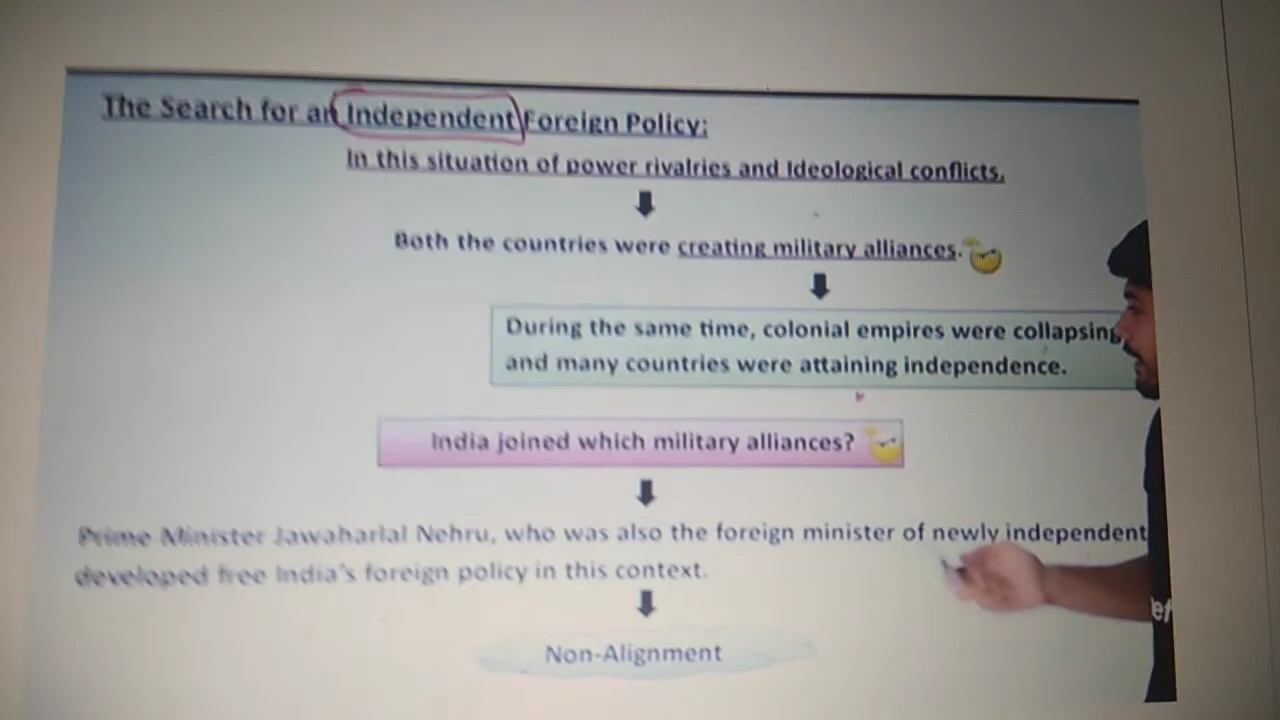 The Search for an Independent Foreign Policy:
In this situation of power rivalries and Ideological conflicts.
Both the countries were creating military alliances.
During the same time, colonial empires were collapsing
and many countries were attaining independence.
India joined which military alliances?
Prime Minister Jawaharlal Nehru, who was also the foreign minister of newly independent
developed free India's foreign policy in this context.
Non-Alignment